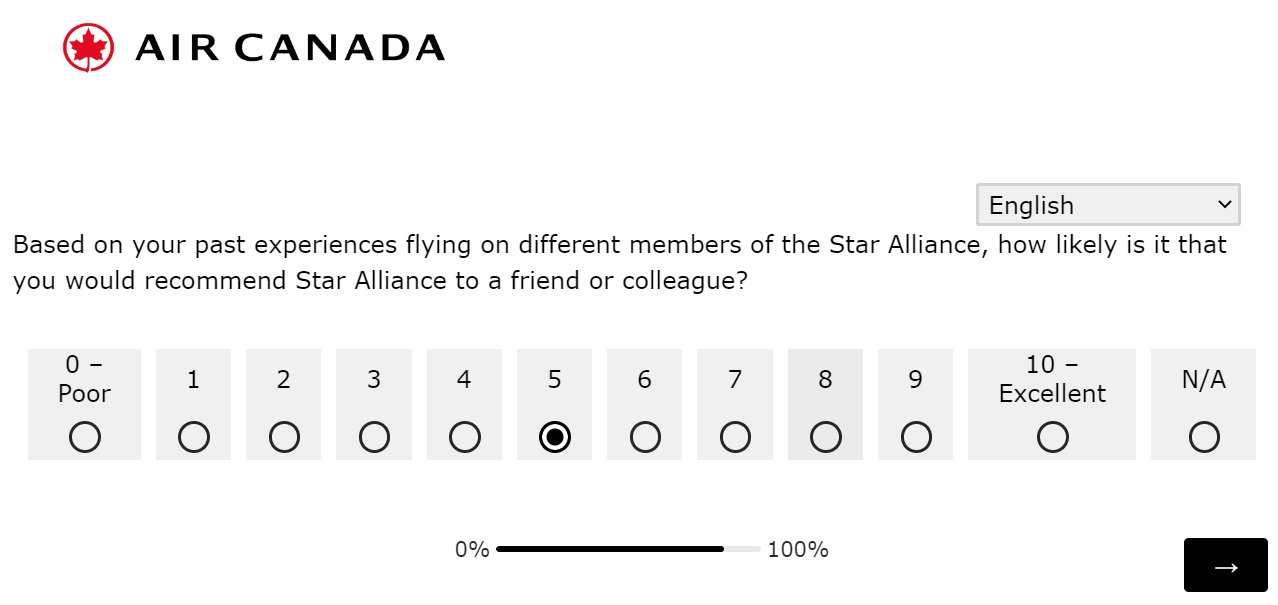 AIR CANADA
English
Based on your past experiences flying on different members of the Star Alliance, how likely is it that
you would recommend Star Alliance to a friend or colleague?
0 –
Poor
1
2
3
4
5
6
7
8
9
10 –
Excellent
N/A
0%
100%
→